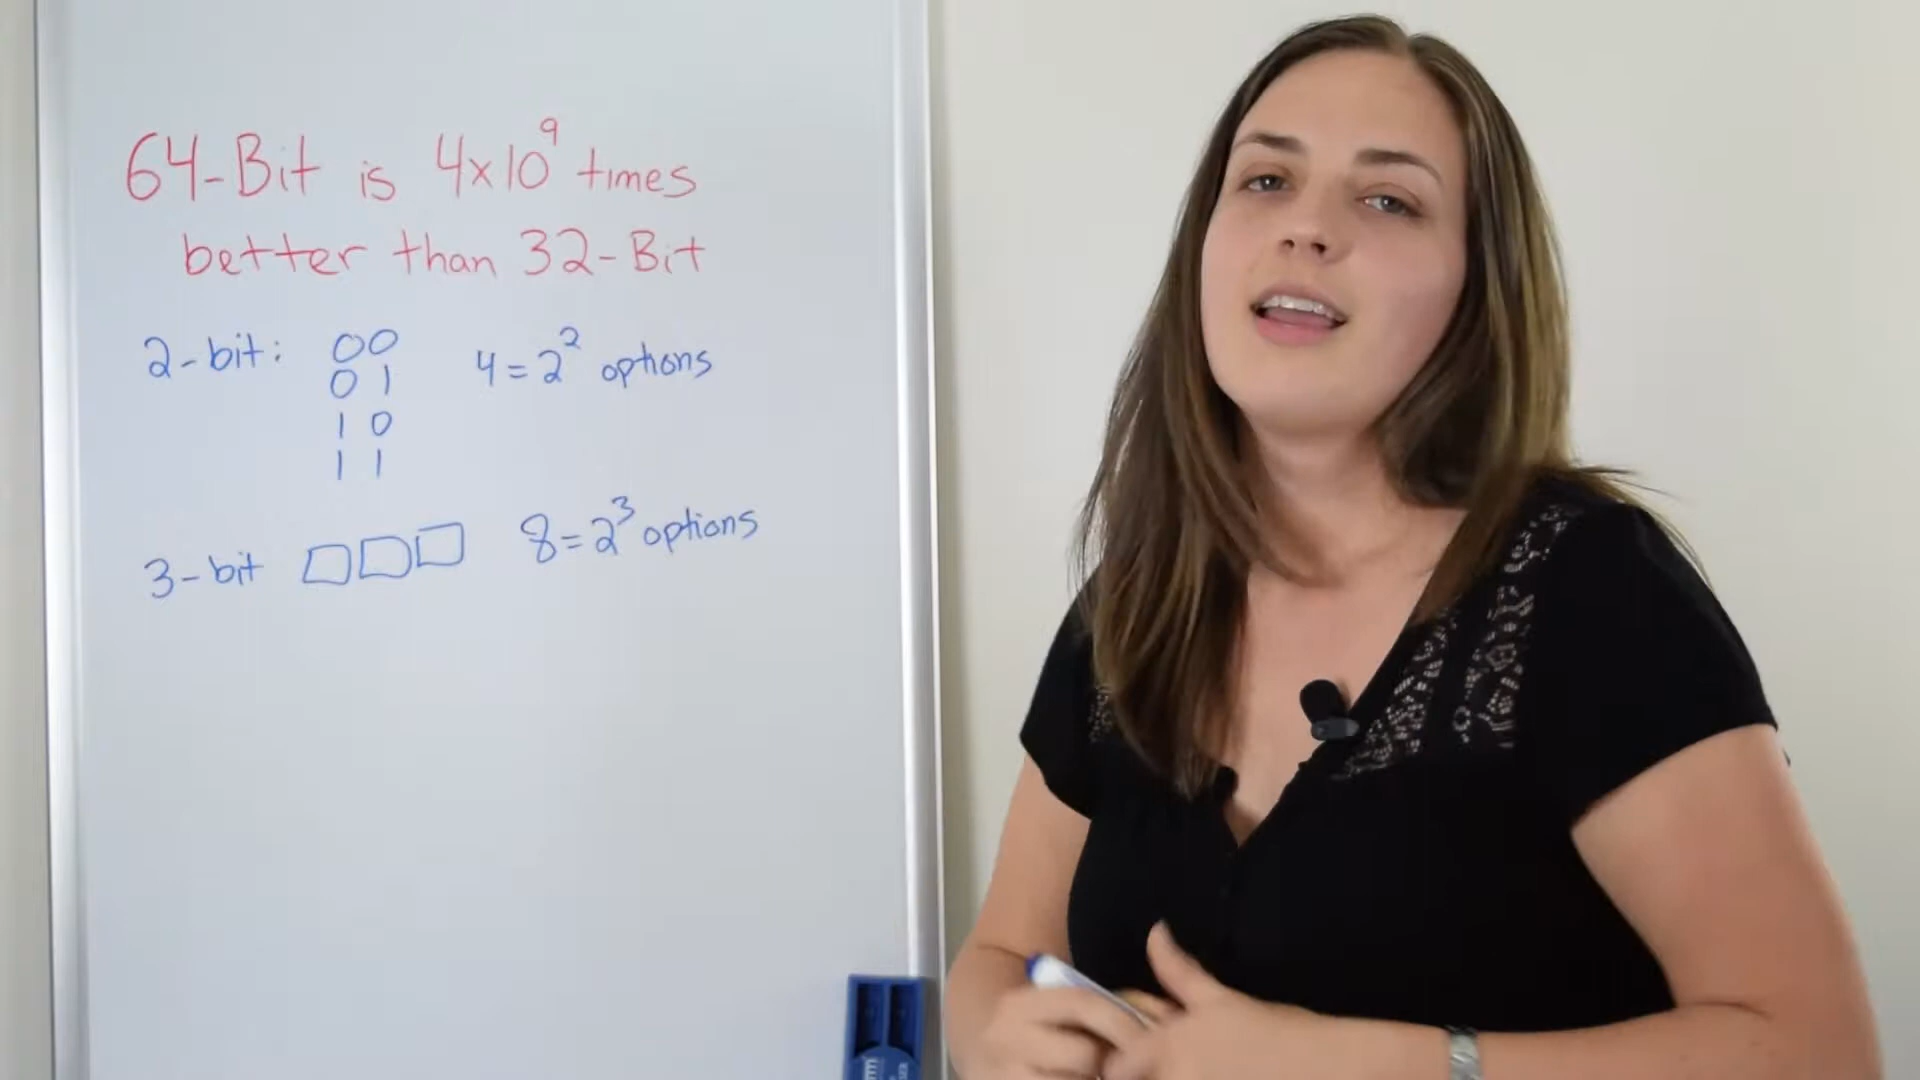 64-Bit is 4x10⁹ times
better than 32-Bit
2-bit: 00 4=2² options
01
10
11
3-bit 8=2³ options